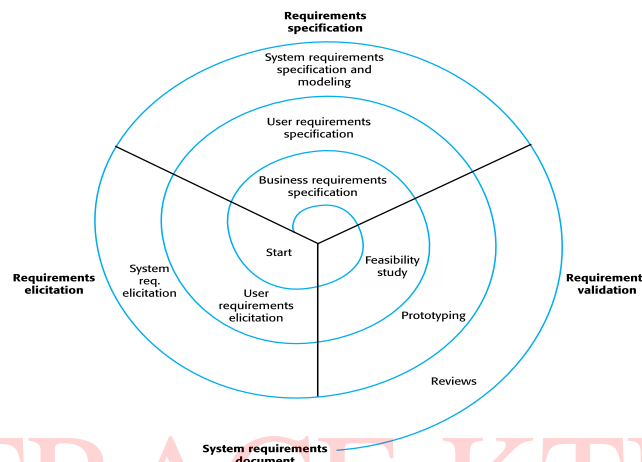 Requirements
specification
System requirements
specification and
modeling
User requirements
specification
Business requirements
specification
Start
Feasibility
study
Requirements
elicitation
System
req.
elicitation
User
requirements
elicitation
Requirement
validation
Prototyping
Reviews
System requirements
document